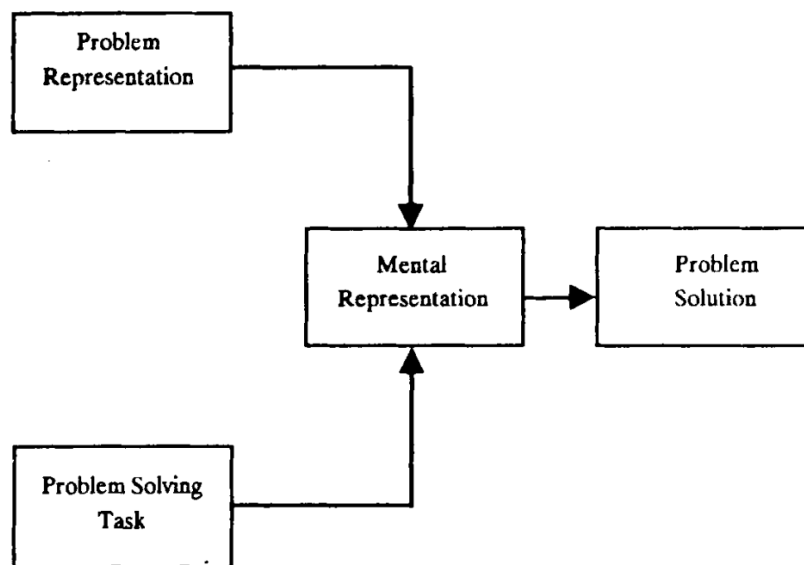 Problem
Representation
Mental
Representation
Problem
Solution
Problem Solving
Task